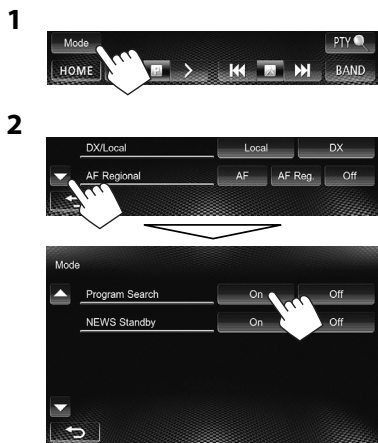 1
Mode
PTY
HOME
BAND
2
DX/Local Local DX
AF Regional AF AF Reg. Off
Mode
Program Search On Off
NEWS Standby On Off